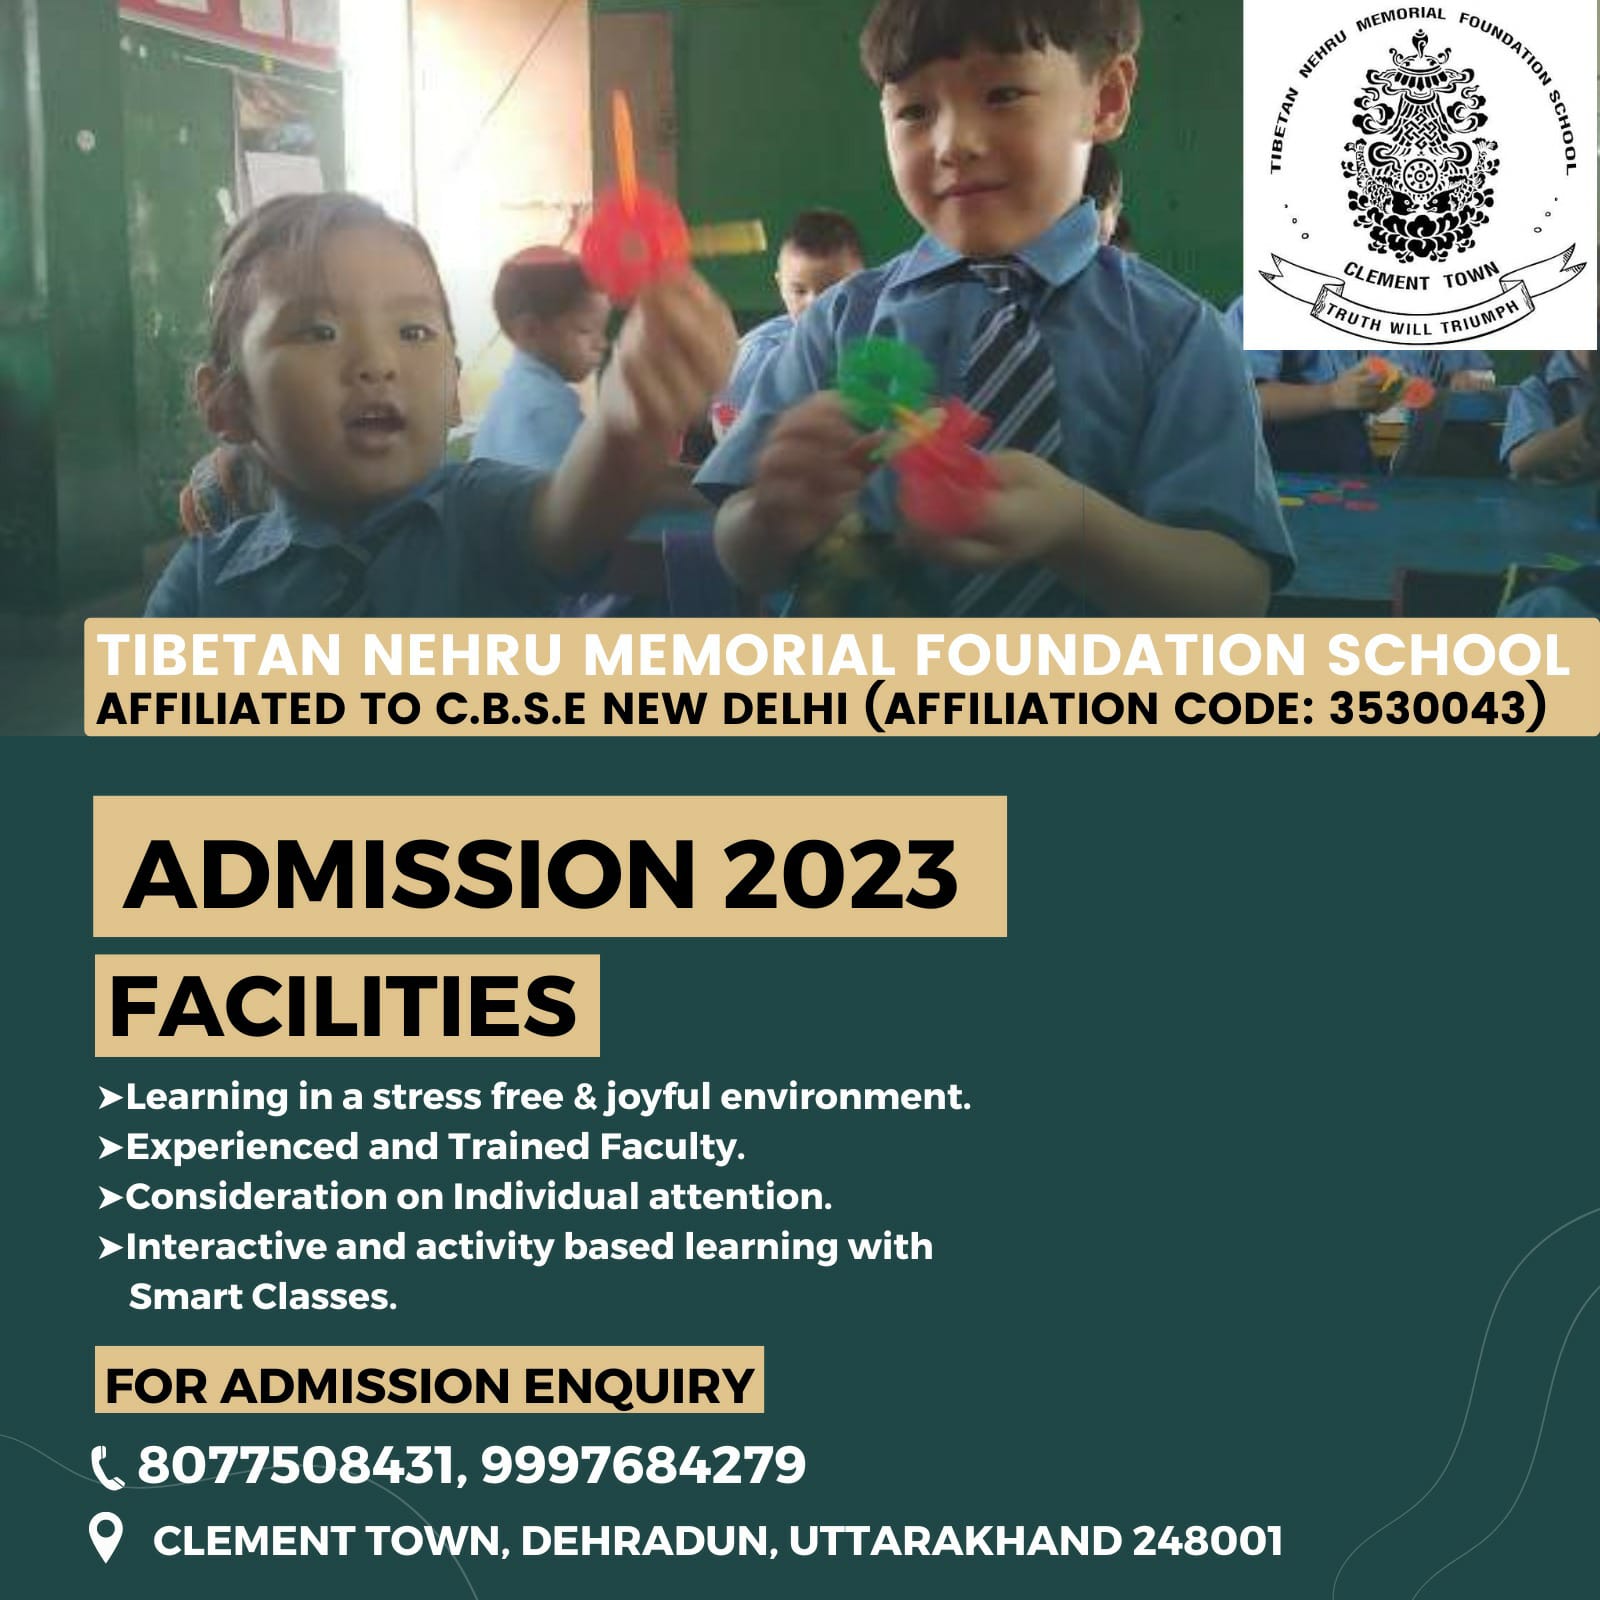 TIBETAN NEHRU MEMORIAL FOUNDATION SCHOOL
CLEMENT TOWN
TRUTH WILL TRIUMPH
TIBETAN NEHRU MEMORIAL FOUNDATION SCHOOL
AFFILIATED TO C.B.S.E NEW DELHI (AFFILIATION CODE: 3530043)
ADMISSION 2023
FACILITIES
➤Learning in a stress free & joyful environment.
➤Experienced and Trained Faculty.
➤Consideration on Individual attention.
➤Interactive and activity based learning with
Smart Classes.
FOR ADMISSION ENQUIRY
8077508431, 9997684279
CLEMENT TOWN, DEHRADUN, UTTARAKHAND 248001